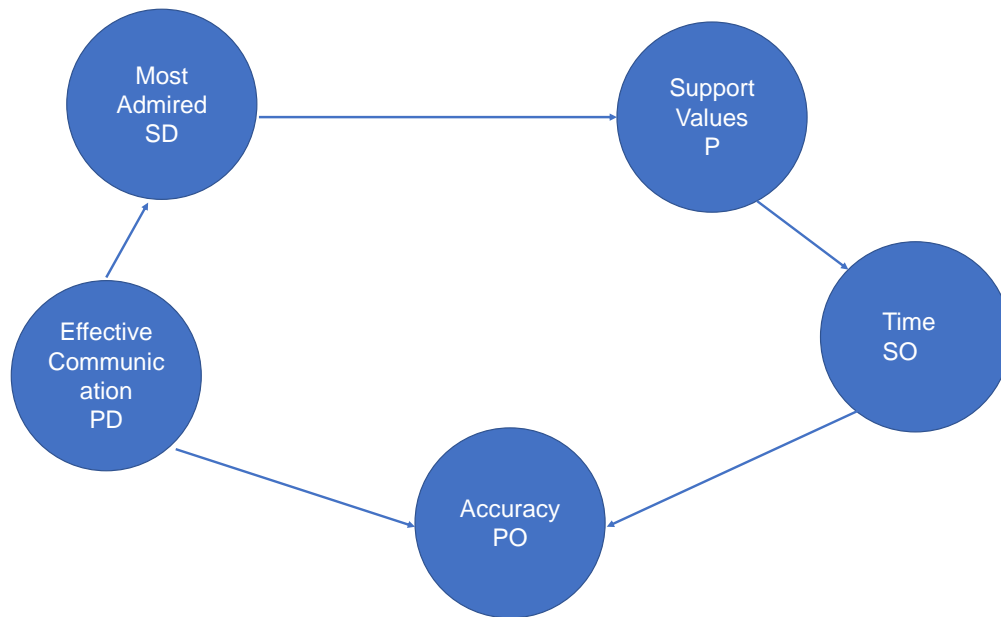 Most
Admired
SD
Support
Values
P
Time
SO
Effective
Communic
ation
PD
Accuracy
PO